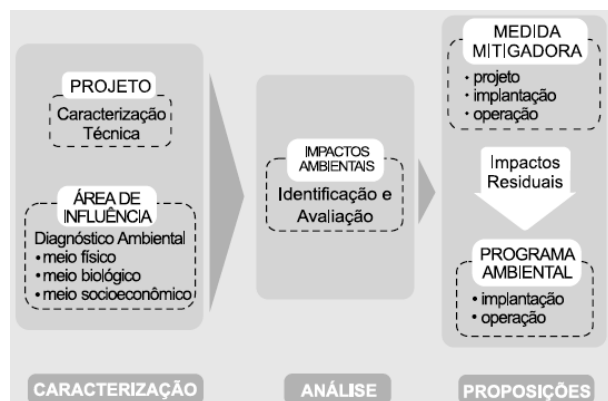 PROJETO
Caracterização
Técnica
ÁREA DE
INFLUÊNCIA
Diagnóstico Ambiental
• meio físico
• meio biológico
• meio socioeconômico
CARACTERIZAÇÃO
IMPACTOS
AMBIENTAIS
Identificação e
Avaliação
ANÁLISE
MEDIDA
MITIGADORA
• projeto
• implantação
• operação
Impactos
Residuais
PROGRAMA
AMBIENTAL
• implantação
• operação
PROPOSIÇÕES